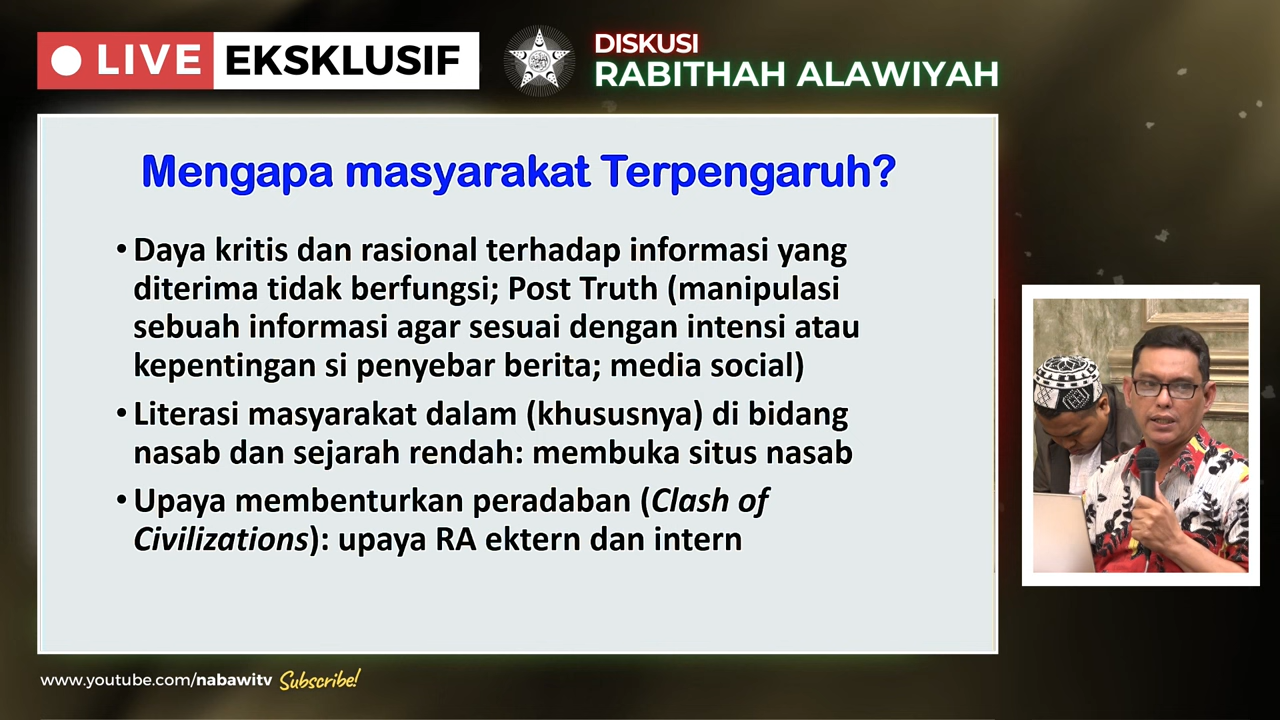 LIVE EKSKLUSIF
DISKUSI
RABITHAH ALAWIYAH
Mengapa masyarakat Terpengaruh?
• Daya kritis dan rasional terhadap informasi yang
diterima tidak berfungsi; Post Truth (manipulasi
sebuah informasi agar sesuai dengan intensi atau
kepentingan si penyebar berita; media social)
• Literasi masyarakat dalam (khususnya) di bidang
nasab dan sejarah rendah: membuka situs nasab
• Upaya membenturkan peradaban (Clash of
Civilizations): upaya RA ektern dan intern
www.youtube.com/nabawitv Subscribe!